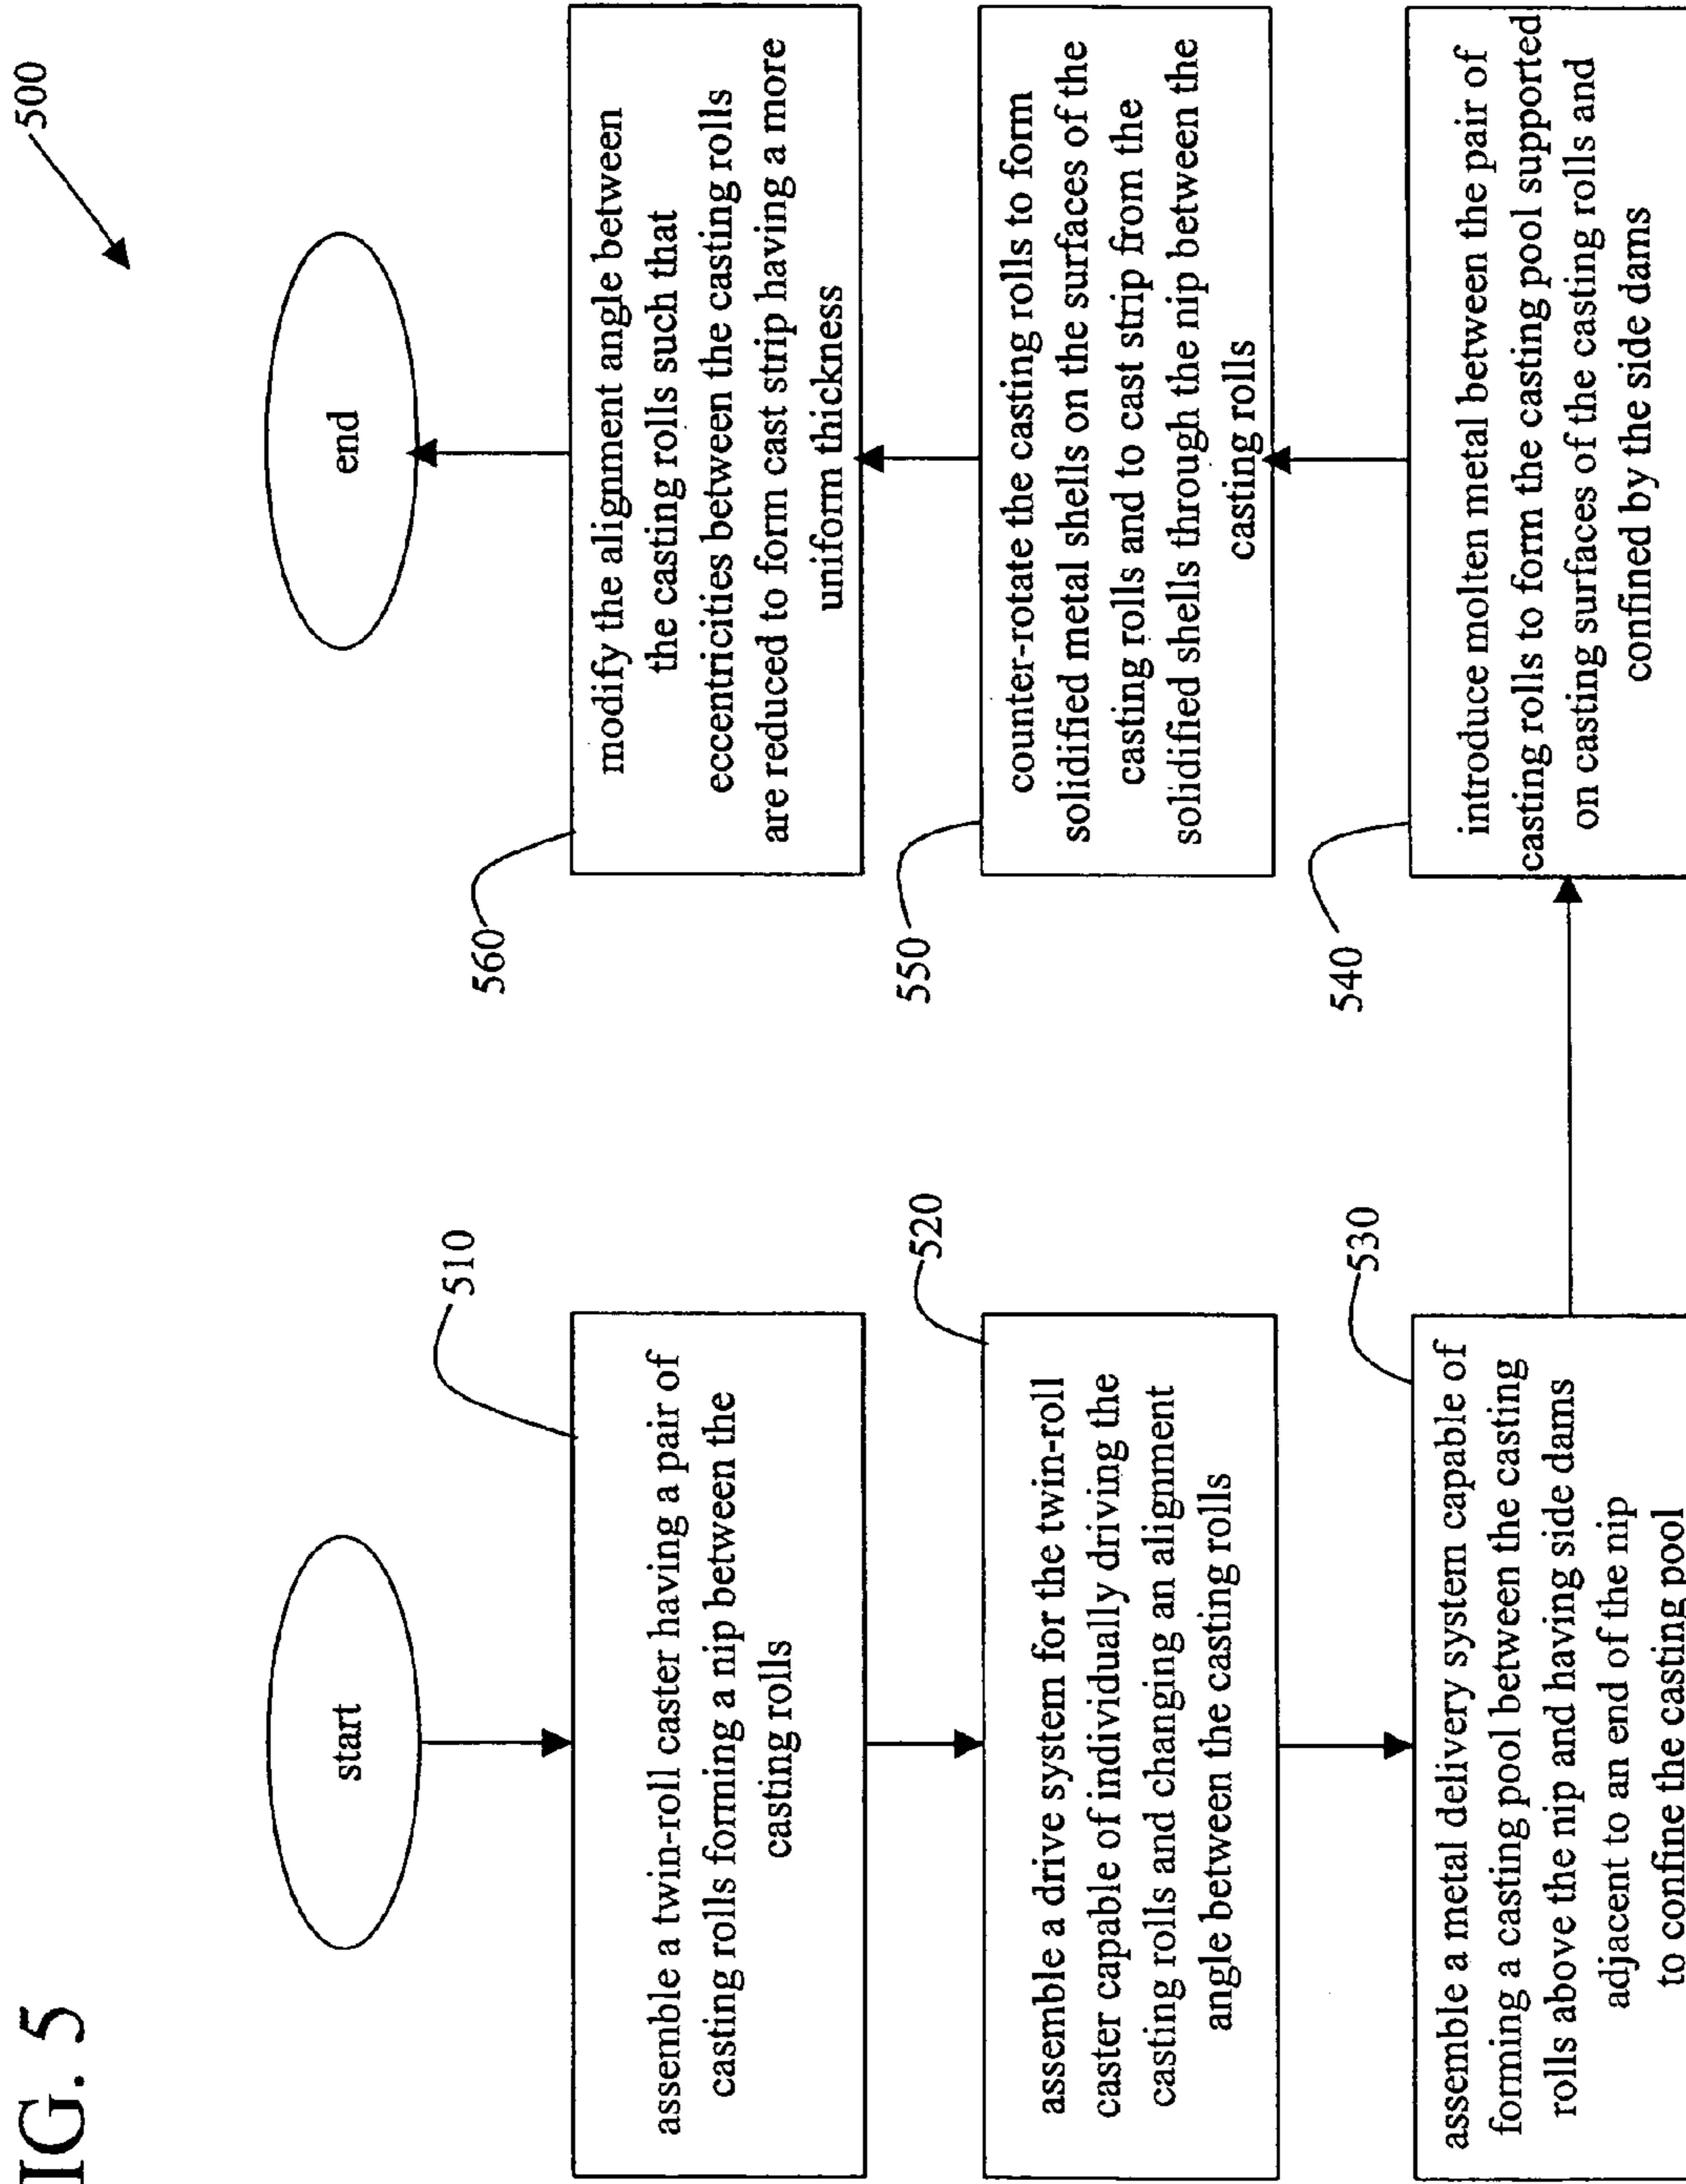 IG. 5
500
start
510
assemble a twin-roll caster having a pair of
casting rolls forming a nip between the
casting rolls
520
assemble a drive system for the twin-roll
caster capable of individually driving the
casting rolls and changing an alignment
angle between the casting rolls
530
assemble a metal delivery system capable of
forming a casting pool between the casting
rolls above the nip and having side dams
adjacent to an end of the nip
to confine the casting pool
540
introduce molten metal between the pair of
casting rolls to form the casting pool supported
on casting surfaces of the casting rolls and
confined by the side dams
550
counter-rotate the casting rolls to form
solidified metal shells on the surfaces of the
casting rolls and to cast strip from the
solidified shells through the nip between the
casting rolls
560
modify the alignment angle between
the casting rolls such that
eccentricities between the casting rolls
are reduced to form cast strip having a more
uniform thickness
end